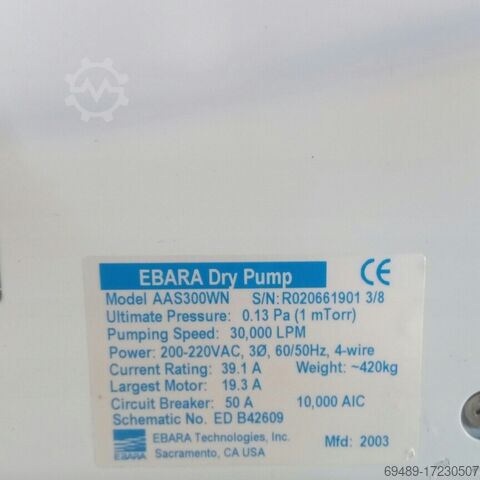 EBARA Dry Pump
CE
Model AAS300WN S/N: R020661901 3/8
Ultimate Pressure: 0.13 Pa (1 mTorr)
Pumping Speed: 30,000 LPM
Power: 200-220VAC, 3Ø, 60/50Hz, 4-wire
Current Rating: 39.1 A Weight: ~420kg
Largest Motor: 19.3 A
Circuit Breaker: 50 A 10,000 AIC
Schematic No. ED B42609
EBARA Technologies, Inc. Mfd: 2003
EBARA Sacramento, CA USA
69489-17230507